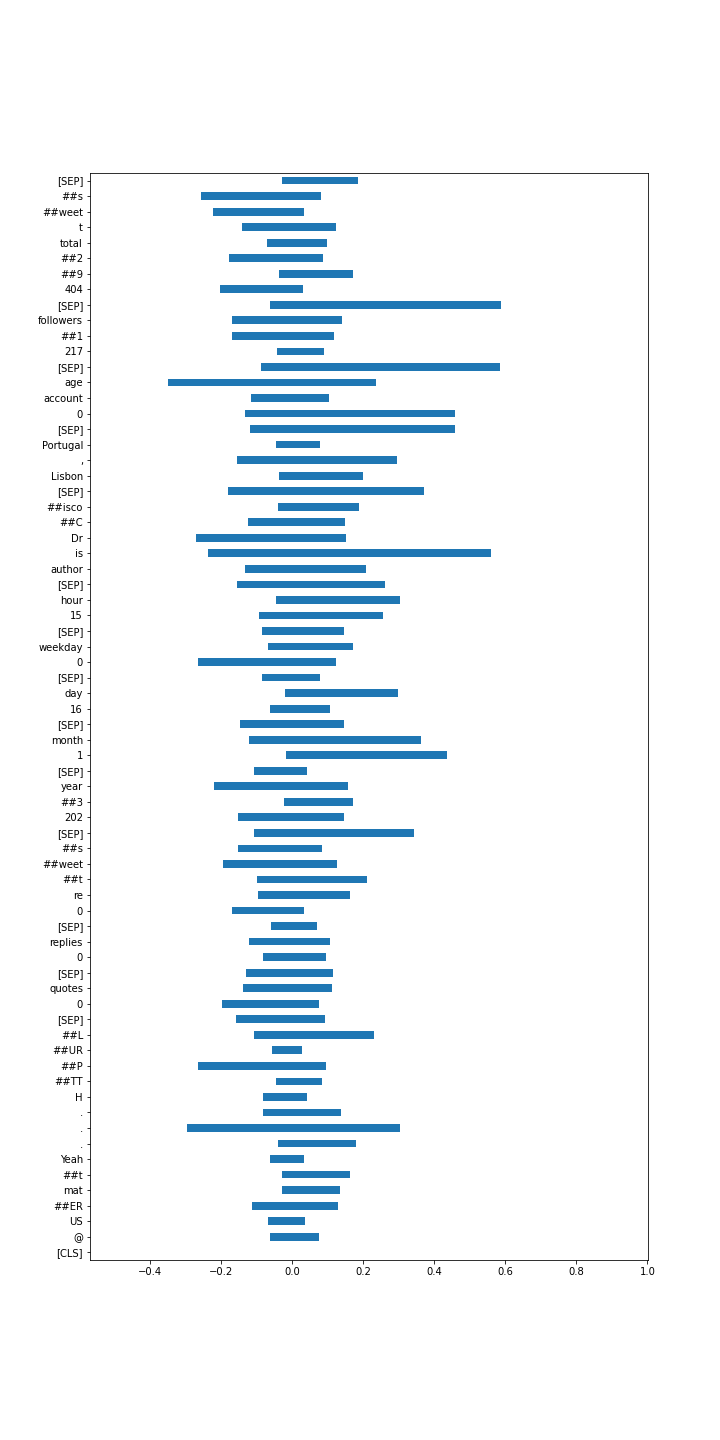 [SEP]
##s
##weet
t
total
##2
##9
404
[SEP]
followers
##1
217
[SEP]
age
account
0
[SEP]
Portugal
,
Lisbon
[SEP]
##isco
##C
Dr
is
author
[SEP]
hour
15
[SEP]
weekday
0
[SEP]
day
16
[SEP]
month
1
[SEP]
year
##3
202
[SEP]
##s
##weet
##t
re
0
[SEP]
replies
0
[SEP]
quotes
0
[SEP]
##L
##UR
##P
##TT
H
.
.
.
Yeah
##t
mat
##ER
US
@
[CLS]
−0.4 −0.2 0.0 0.2 0.4 0.6 0.8 1.0